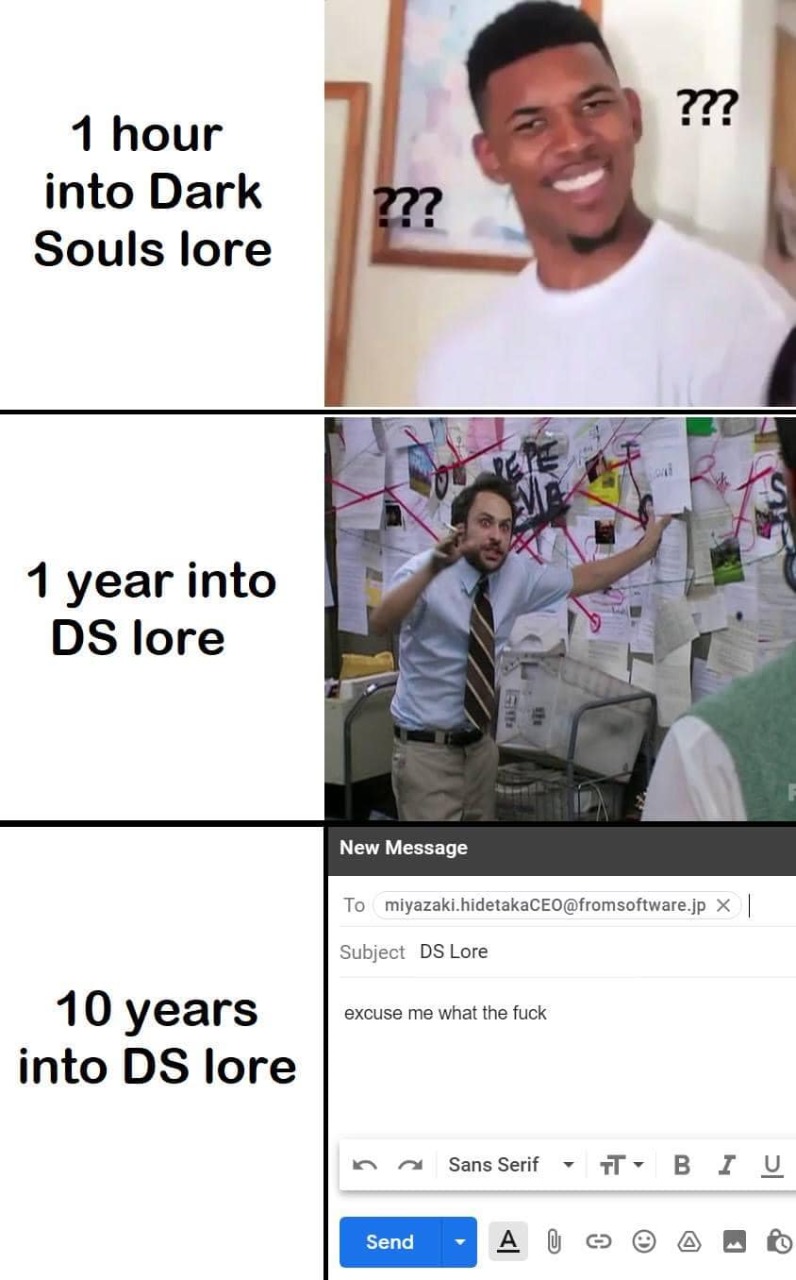 1 hour
into Dark
Souls lore
???
???
1 year into
DS lore
PEPE
SILVIA
10 years
into DS lore
New Message
To miyazaki.hidetakaCEO@fromsoftware.jp ×
Subject DS Lore
excuse me what the fuck
Sans Serif
B I U
Send
A